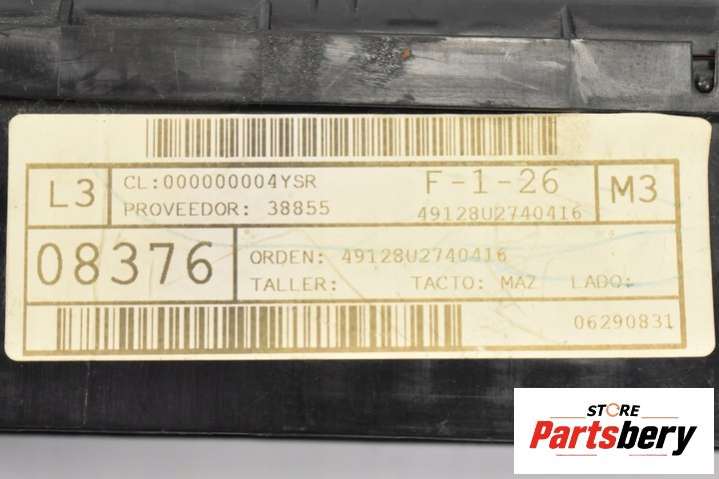 L3
CL:000000004YSR
PROVEEDOR: 38855
F-1-26
49128U2740416
M3
08376
ORDEN: 49128U2740416
TALLER: TACTO: MAZ LADO:
06290831
STORE
Partsbery